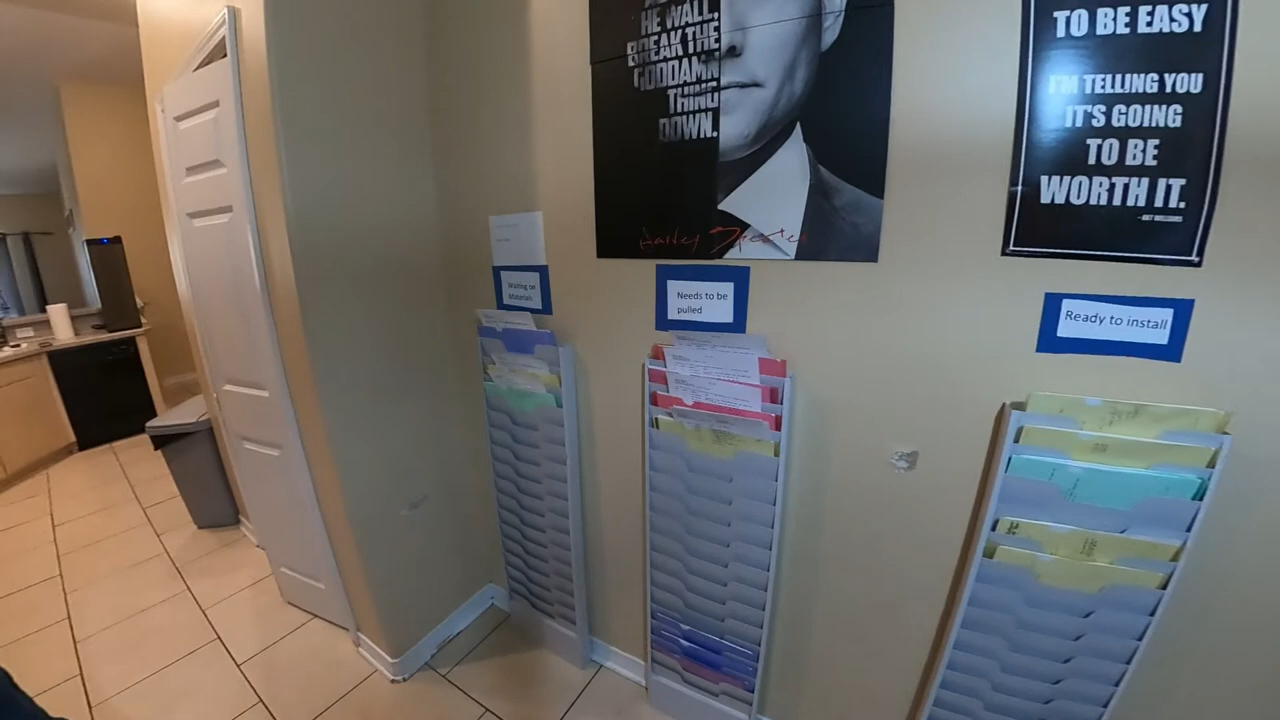 HE WALL.
BREAK THE
GODDAMN
THING
DOWN.
TO BE EASY
I'M TELLING YOU
IT'S GOING
TO BE
WORTH IT.
Waiting on
Materials
Needs to be
pulled
Ready to install